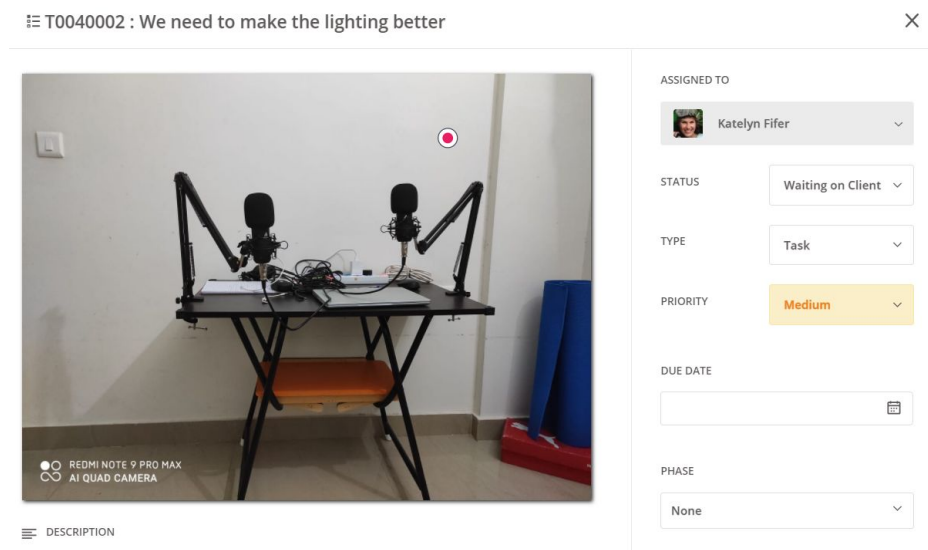 T0040002 : We need to make the lighting better
REDMI NOTE 9 PRO MAX
AI QUAD CAMERA
DESCRIPTION
ASSIGNED TO
Katelyn Fifer
STATUS
Waiting on Client
TYPE
Task
PRIORITY
Medium
DUE DATE
PHASE
None